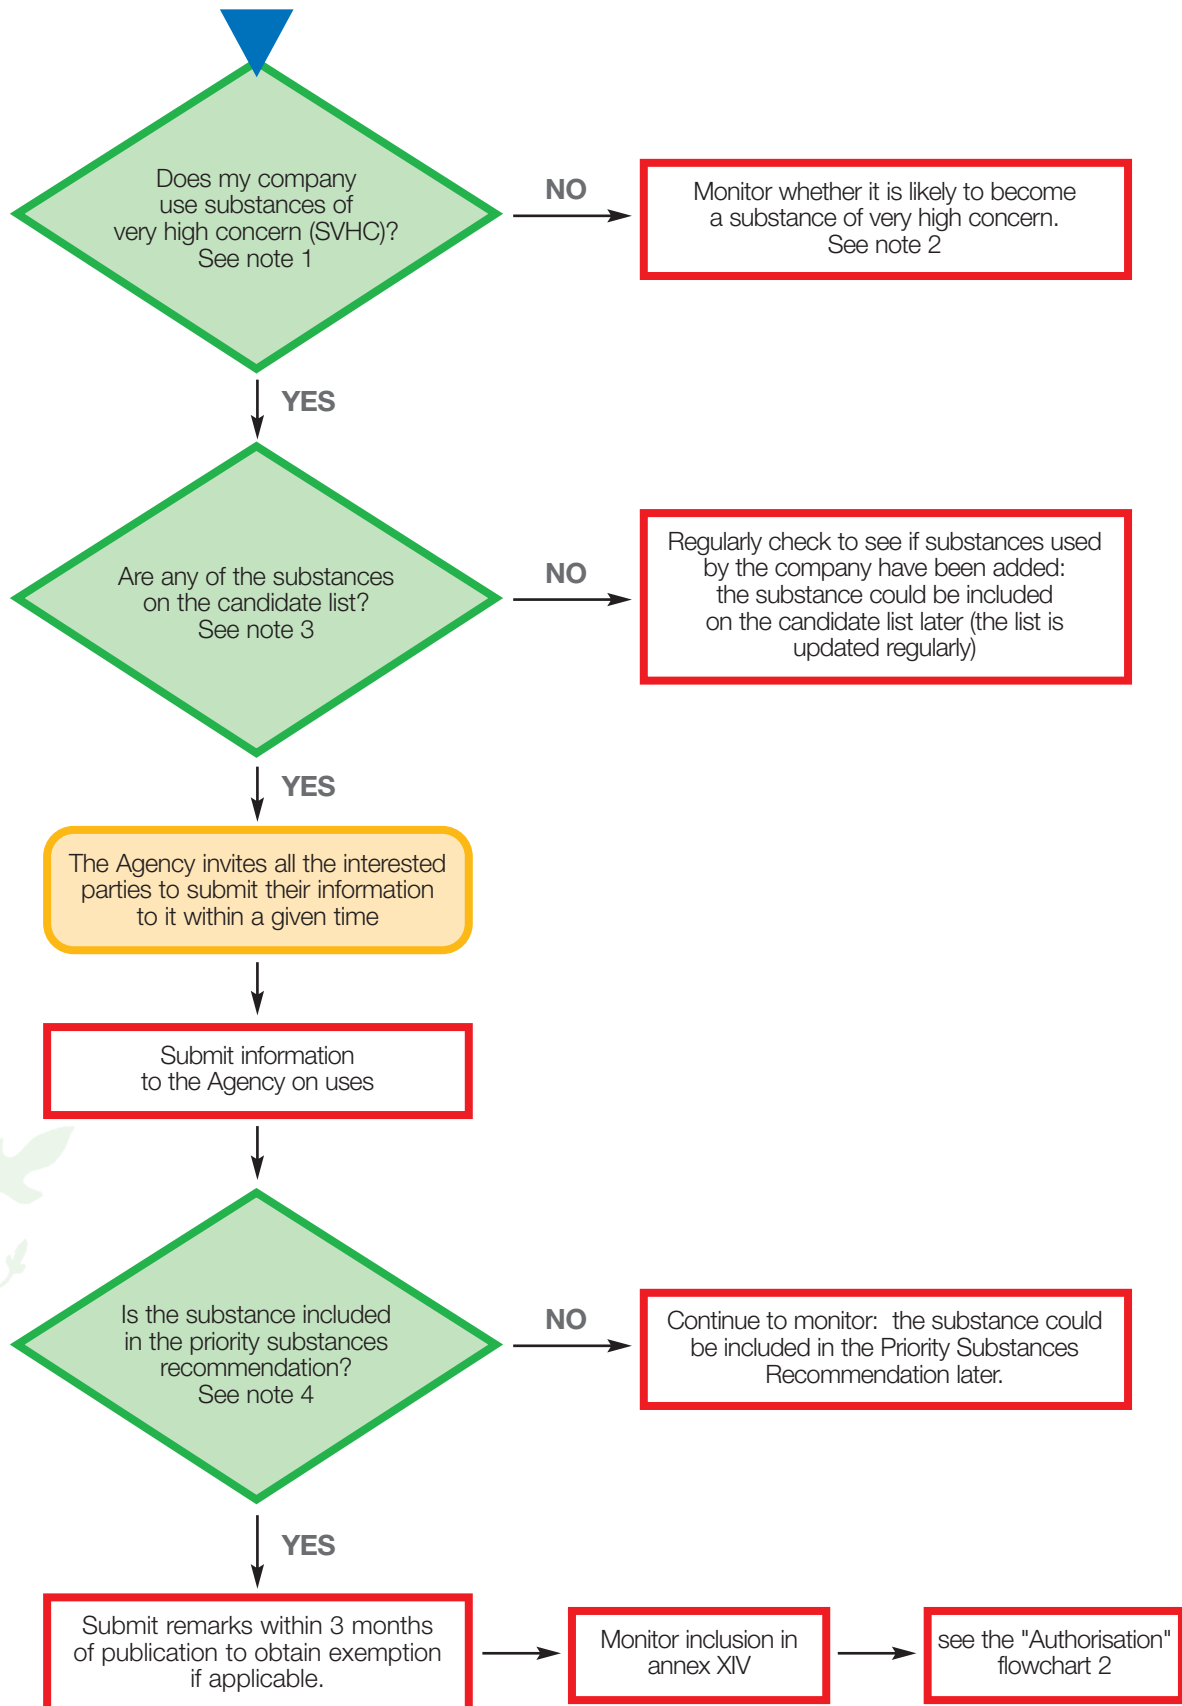 Does my company
use substances of
very high concern (SVHC)?
See note 1
NO
Monitor whether it is likely to become
a substance of very high concern.
See note 2
YES
Are any of the substances
on the candidate list?
See note 3
NO
Regularly check to see if substances used
by the company have been added:
the substance could be included
on the candidate list later (the list is
updated regularly)
YES
The Agency invites all the interested
parties to submit their information
to it within a given time
Submit information
to the Agency on uses
Is the substance included
in the priority substances
recommendation?
See note 4
NO
Continue to monitor: the substance could
be included in the Priority Substances
Recommendation later.
YES
Submit remarks within 3 months
of publication to obtain exemption
if applicable.
Monitor inclusion in
annex XIV
see the "Authorisation"
flowchart 2